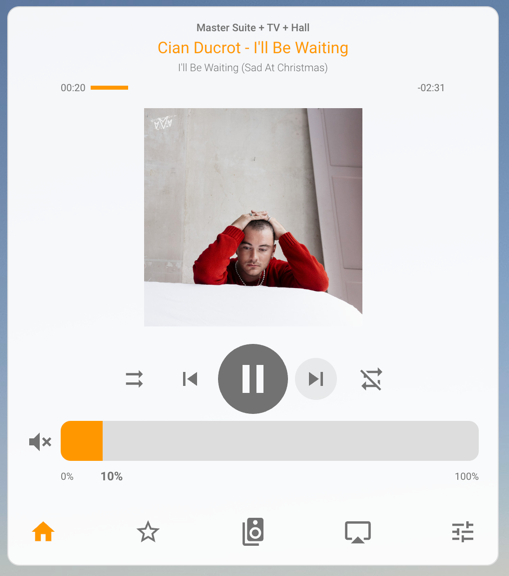 Master Suite + TV + Hall
Cian Ducrot - I'll Be Waiting
I'll Be Waiting (Sad At Christmas)
00:20 -02:31
0% 10% 100%